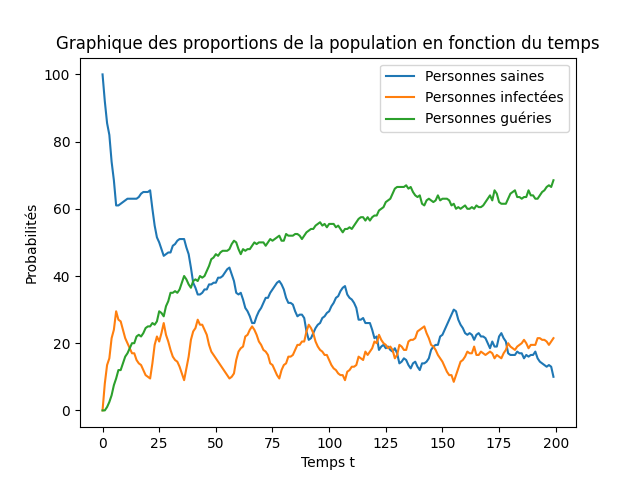 Graphique des proportions de la population en fonction du temps
Personnes saines
Personnes infectées
Personnes guéries
Probabilités
100
80
60
40
20
0
0 25 50 75 100 125 150 175 200
Temps t